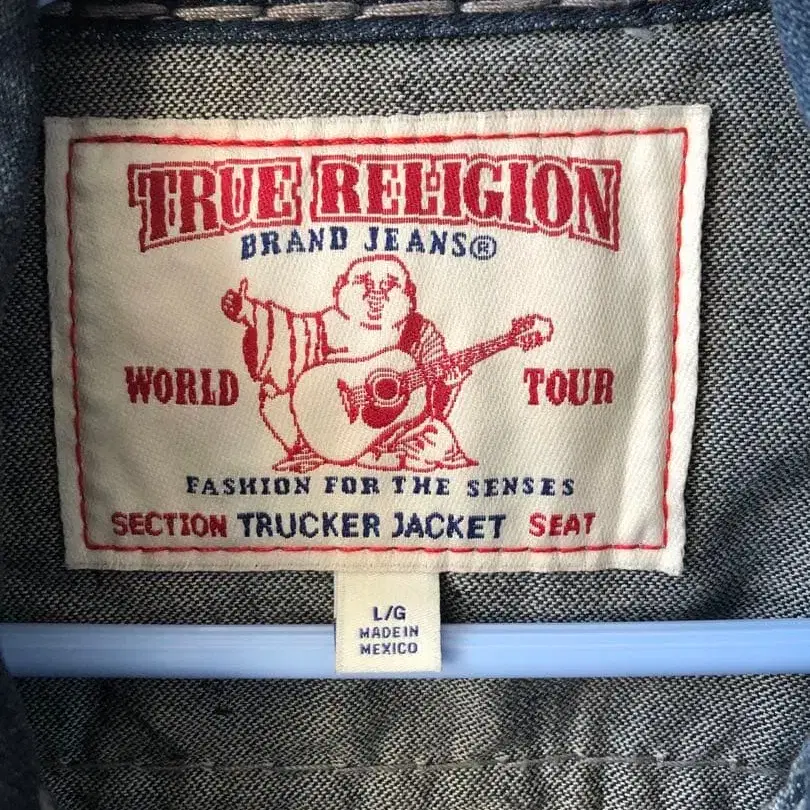 TRUE RELIGION
BRAND JEANS®
WORLD TOUR
FASHION FOR THE SENSES
SECTION TRUCKER JACKET SEAT
L/G
MADE IN
MEXICO